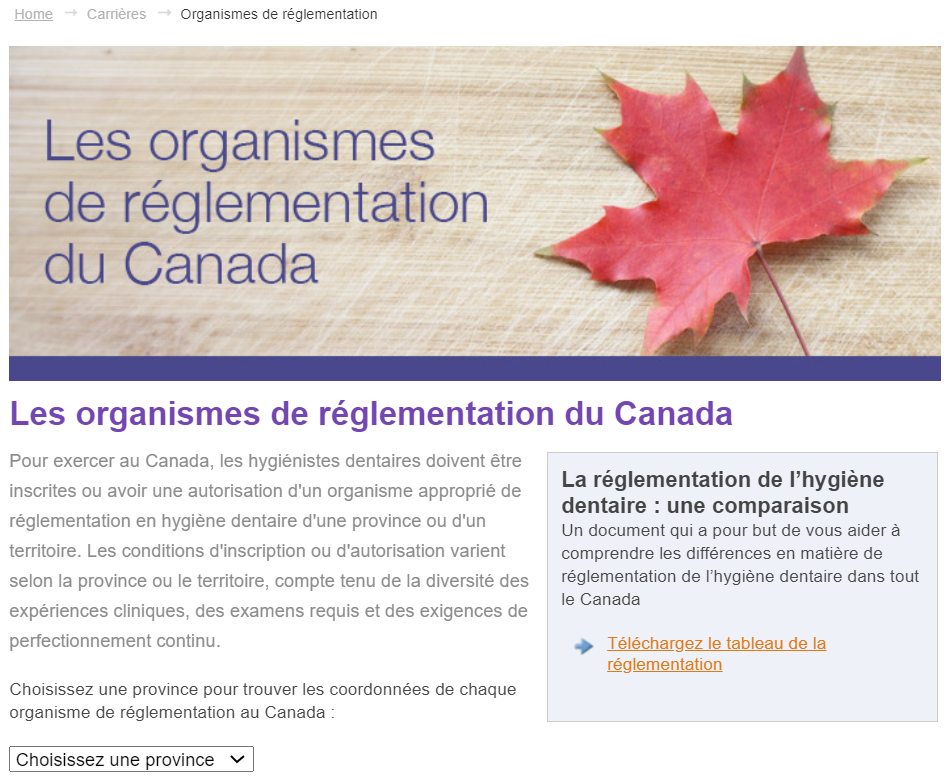 Home → Carrières → Organismes de réglementation
Les organismes
de réglementation
du Canada
Les organismes de réglementation du Canada
Pour exercer au Canada, les hygiénistes dentaires doivent être
inscrites ou avoir une autorisation d'un organisme approprié de
réglementation en hygiène dentaire d'une province ou d'un
territoire. Les conditions d'inscription ou d'autorisation varient
selon la province ou le territoire, compte tenu de la diversité des
expériences cliniques, des examens requis et des exigences de
perfectionnement continu.
Choisissez une province pour trouver les coordonnées de chaque
organisme de réglementation au Canada :
Choisissez une province
La réglementation de l’hygiène
dentaire : une comparaison
Un document qui a pour but de vous aider à
comprendre les différences en matière de
réglementation de l’hygiène dentaire dans tout
le Canada
Téléchargez le tableau de la
réglementation